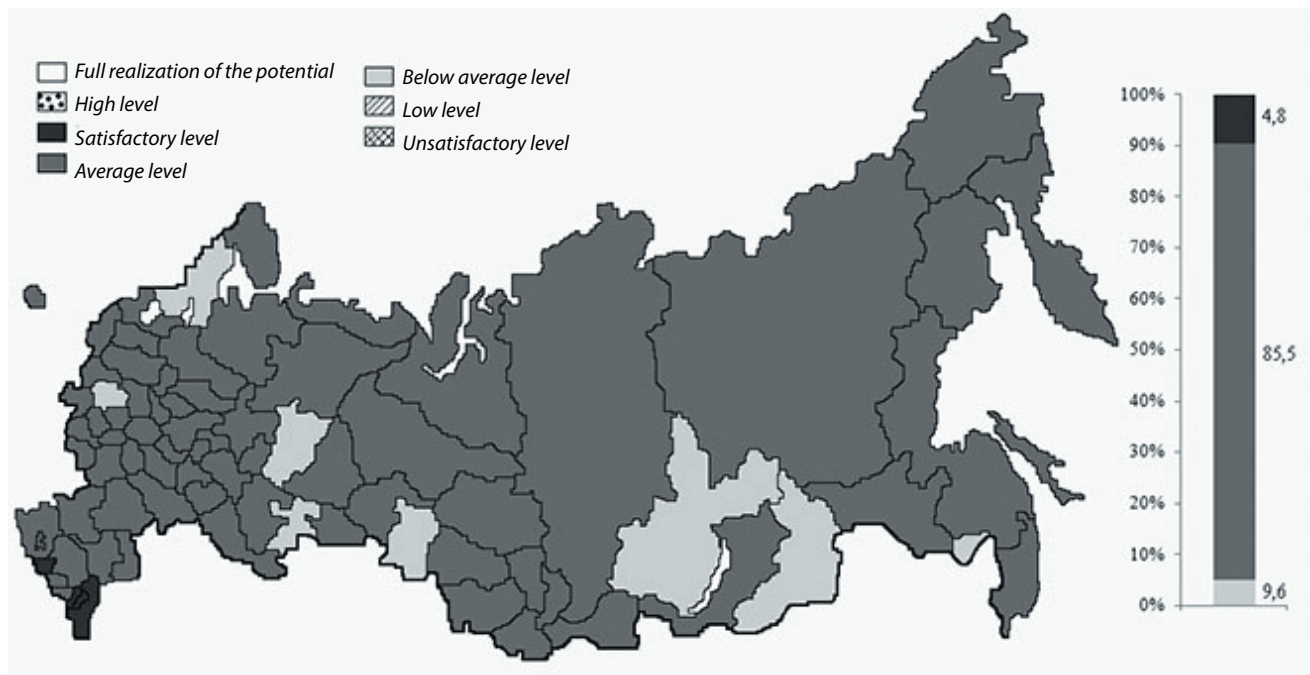 Full realization of the potential
High level
Satisfactory level
Average level
Below average level
Low level
Unsatisfactory level
100%
90%
80%
70%
60%
50%
40%
30%
20%
10%
0%
4,8
85,5
9,6